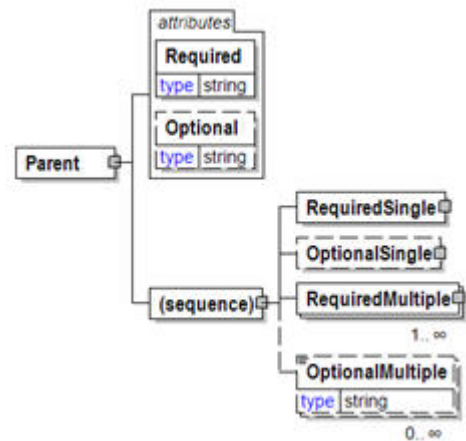 attributes
Required
type string
Optional
type string
Parent
RequiredSingle
OptionalSingle
(sequence)
RequiredMultiple
1.. ∞
OptionalMultiple
type string
0.. ∞